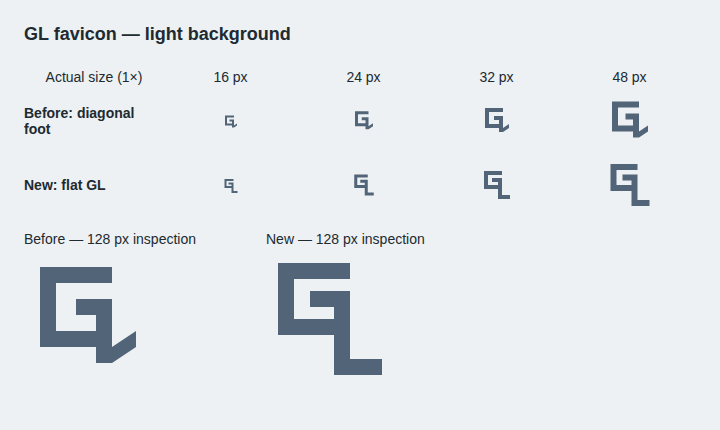 GL favicon — light background
Actual size (1×) 16 px 24 px 32 px 48 px
Before: diagonal
foot
New: flat GL
Before — 128 px inspection New — 128 px inspection